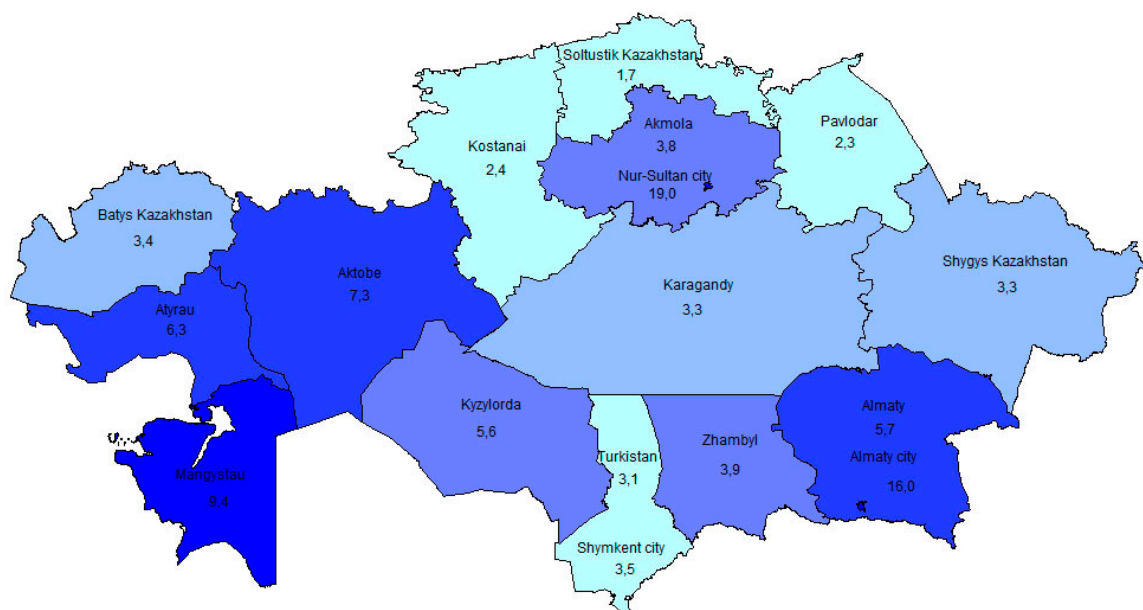 Soltustik Kazakhstan
1,7
Akmola
3,8
Nur-Sultan city
19,0
Pavlodar
2,3
Kostanai
2,4
Batys Kazakhstan
3,4
Aktobe
7,3
Atyrau
6,3
Karagandy
3,3
Shygys Kazakhstan
3,3
Kyzylorda
5,6
Turkistan
3,1
Zhambyl
3,9
Almaty
5,7
Almaty city
16,0
Mangystau
9,4
Shymkent city
3,5